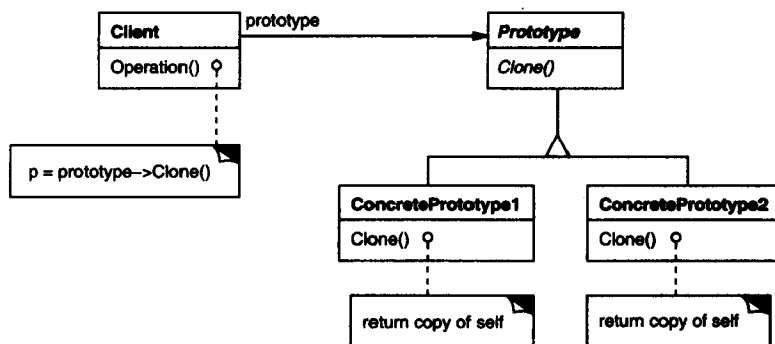 Client
prototype
Prototype
Operation()
Clone()
p = prototype->Clone()
ConcretePrototype1
ConcretePrototype2
Clone()
Clone()
return copy of self
return copy of self